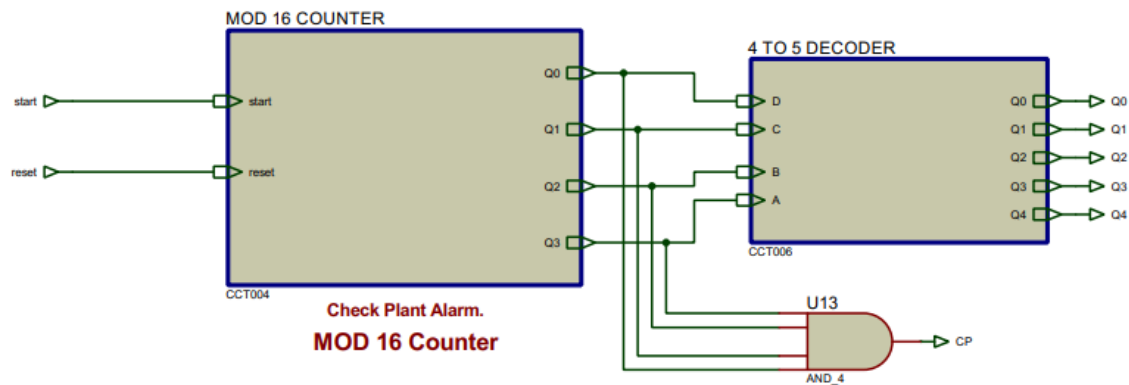 MOD 16 COUNTER
4 TO 5 DECODER
start
start
reset
reset
Q0
Q1
Q2
Q3
D
C
B
A
Q0
Q1
Q2
Q3
Q4
Q0
Q1
Q2
Q3
Q4
CCT004
CCT006
Check Plant Alarm.
MOD 16 Counter
U13
CP
AND_4